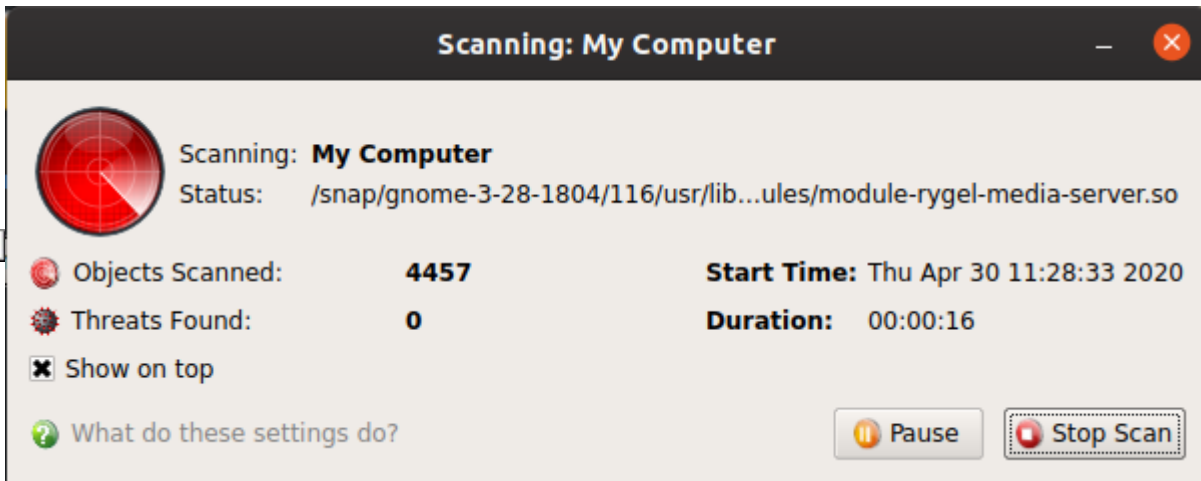 Scanning: My Computer
Scanning: My Computer
Status: /snap/gnome-3-28-1804/116/usr/lib...ules/module-rygel-media-server.so
Objects Scanned: 4457 Start Time: Thu Apr 30 11:28:33 2020
Threats Found: 0 Duration: 00:00:16
Show on top
What do these settings do? Pause Stop Scan